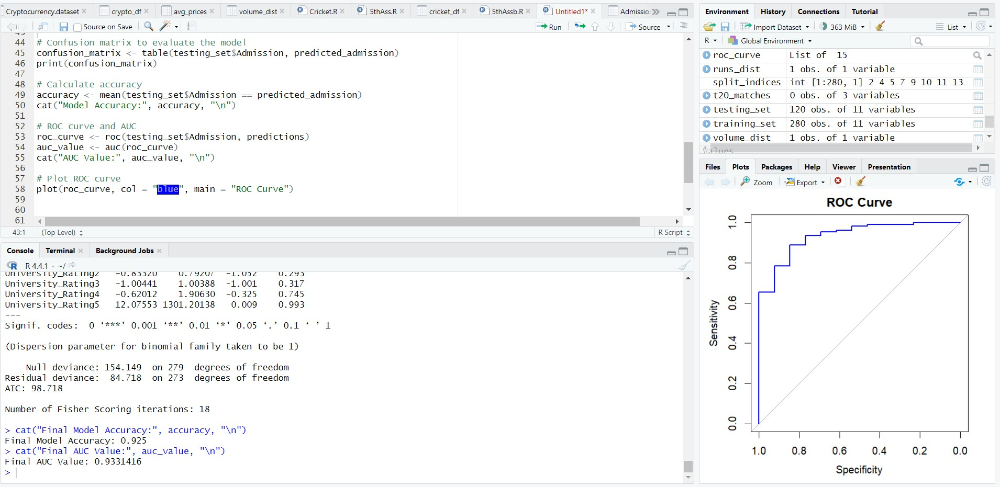 Cryptocurrency.dataset
crypto_df
avg_prices
volume_dist
Cricket.R
5thAss.R
cricket_df
5thAssb.R
Untitled1*
Source on Save
Run
Source
44 # Confusion matrix to evaluate the model
45 confusion_matrix <- table(testing_set$Admission, predicted_admission)
46 print(confusion_matrix)
47
48 # Calculate accuracy
49 accuracy <- mean(testing_set$Admission == predicted_admission)
50 cat("Model Accuracy:", accuracy, "\n")
51
52 # ROC curve and AUC
53 roc_curve <- roc(testing_set$Admission, predictions)
54 auc_value <- auc(roc_curve)
55 cat("AUC Value:", auc_value, "\n")
56
57 # Plot ROC curve
58 plot(roc_curve, col = "blue", main = "ROC Curve")
59
60
61
43:1 (Top Level) R Script
Console Terminal Background Jobs
R R 4.4.1 · ~/
University_Rating2 -0.83320 0.79207 -1.052 0.293
University_Rating3 -1.00441 1.00388 -1.001 0.317
University_Rating4 -0.62012 1.90630 -0.325 0.745
University_Rating5 12.07553 1301.20138 0.009 0.993
---
Signif. codes: 0 ‘***’ 0.001 ‘**’ 0.01 ‘*’ 0.05 ‘.’ 0.1 ‘ ’ 1
(Dispersion parameter for binomial family taken to be 1)
Null deviance: 154.149 on 279 degrees of freedom
Residual deviance: 84.718 on 273 degrees of freedom
AIC: 98.718
Number of Fisher Scoring iterations: 18
> cat("Final Model Accuracy:", accuracy, "\n")
Final Model Accuracy: 0.925
> cat("Final AUC Value:", auc_value, "\n")
Final AUC Value: 0.9331416
>
Environment History Connections Tutorial
Import Dataset 363 MiB List
R Global Environment
roc_curve List of 15
runs_dist 1 obs. of 1 variable
split_indices int [1:280, 1] 2 4 5 7 9 10 11 13…
t20_matches 0 obs. of 3 variables
testing_set 120 obs. of 11 variables
training_set 280 obs. of 11 variables
volume_dist 1 obs. of 1 variable
Values
Files Plots Packages Help Viewer Presentation
Zoom Export
ROC Curve
Sensitivity
1.0
0.8
0.6
0.4
0.2
0.0
1.0 0.8 0.6 0.4 0.2 0.0
Specificity